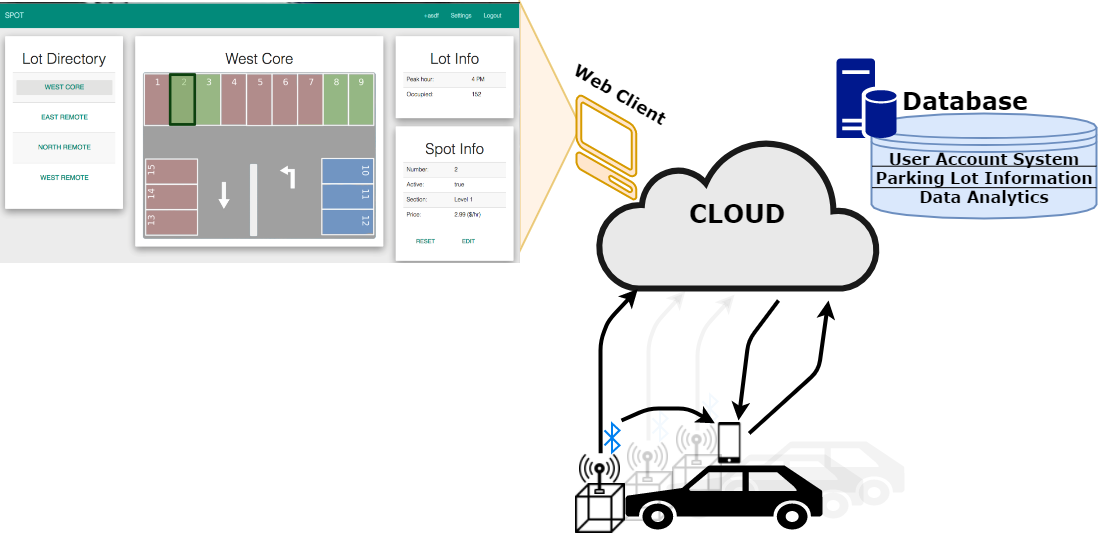 SPOT
+asdf Settings Logout
Lot Directory
WEST CORE
EAST REMOTE
NORTH REMOTE
WEST REMOTE
West Core
1 2 3 4 5 6 7 8 9
15
14
13
10
11
12
Lot Info
Peak hour: 4 PM
Occupied: 152
Spot Info
Number: 2
Active: true
Section: Level 1
Price: 2.99 ($/hr)
RESET EDIT
Web Client
CLOUD
Database
User Account System
Parking Lot Information
Data Analytics